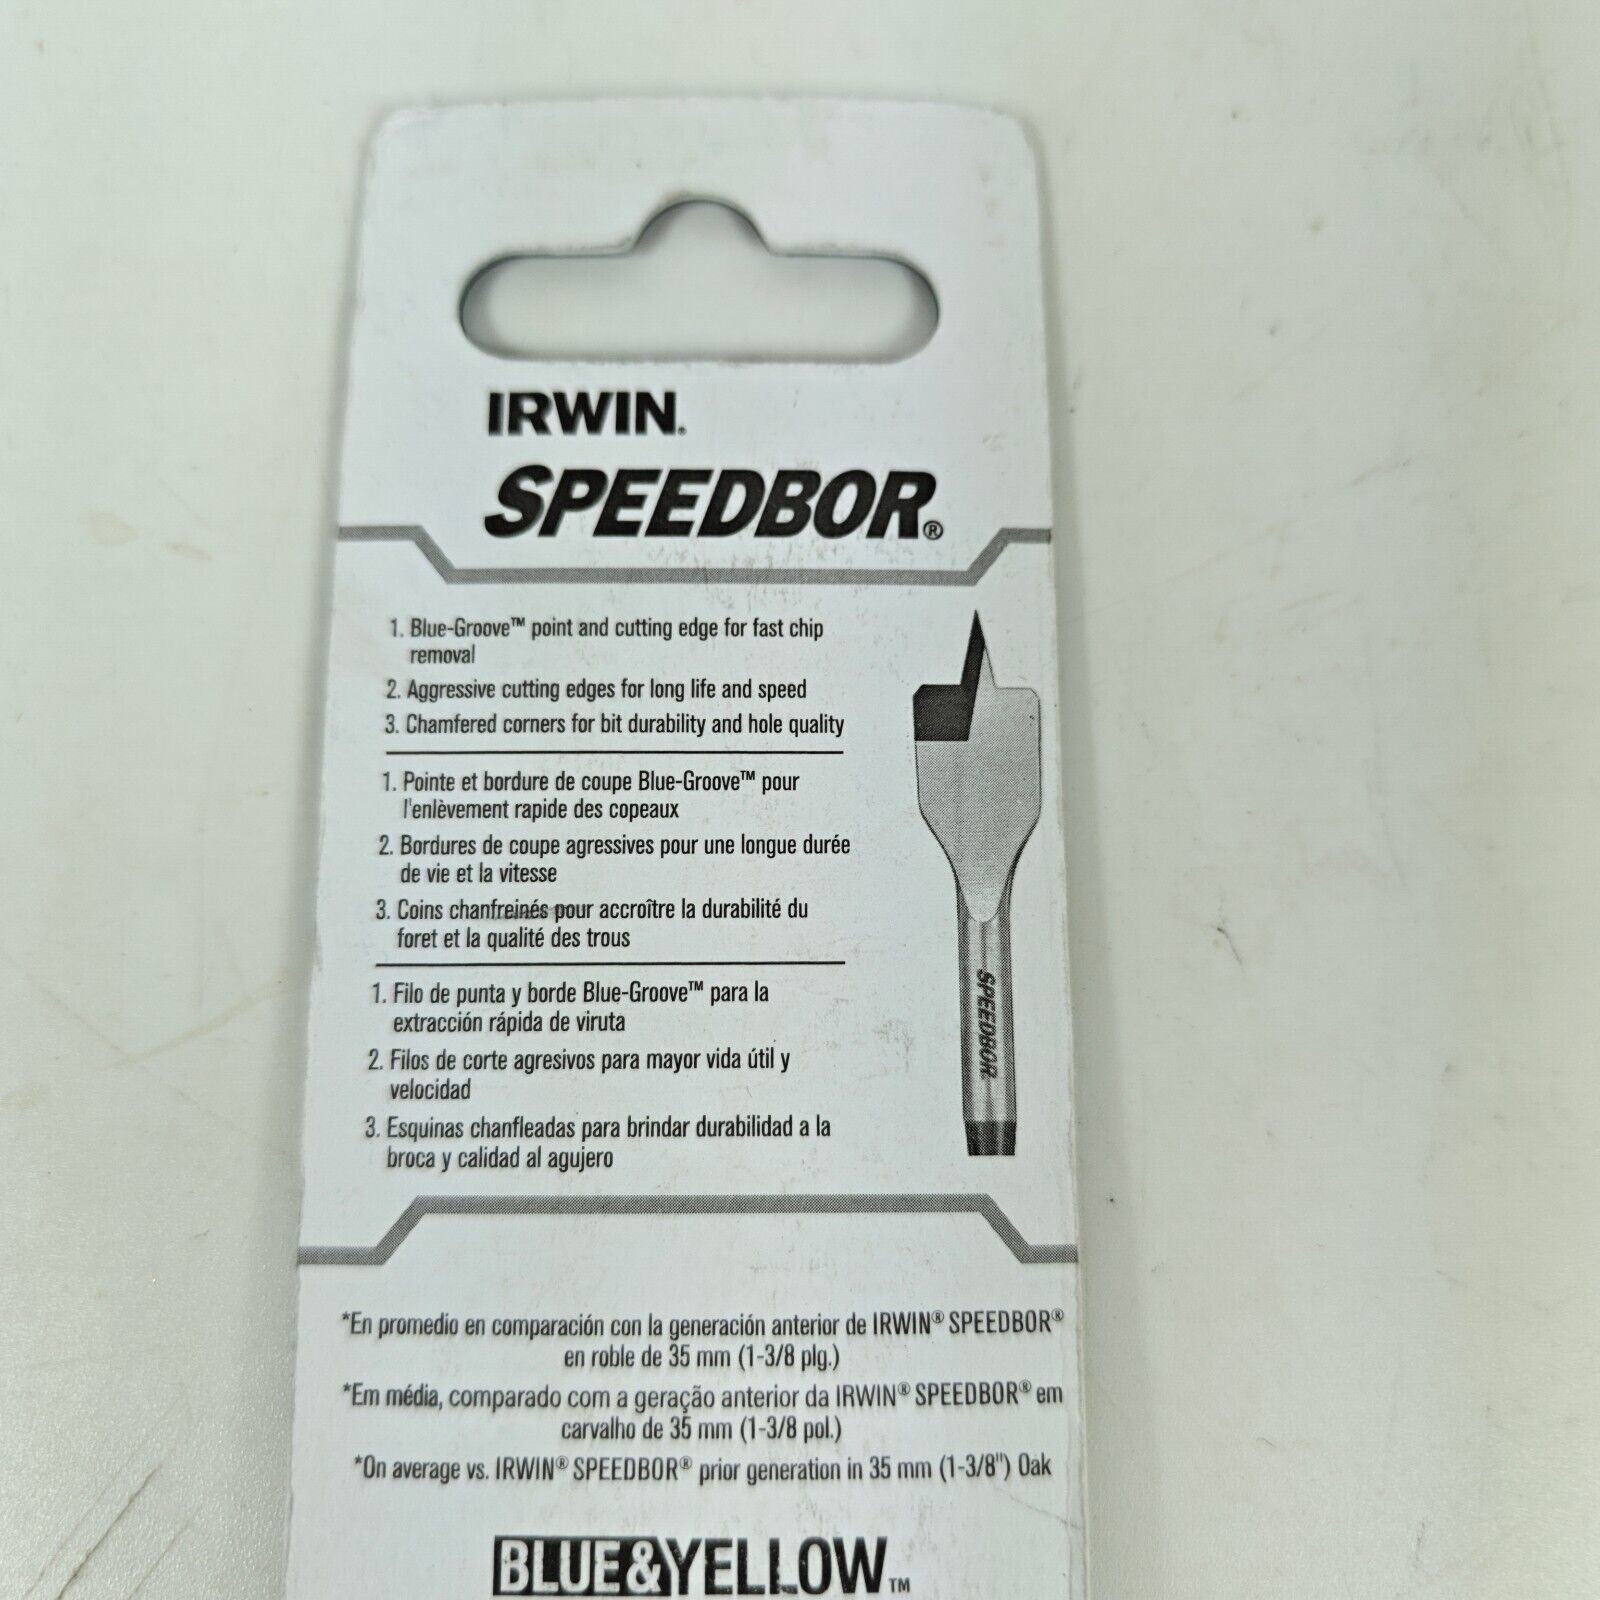 IRWIN.
SPEEDBOR®
1. Blue-Groove™ point and cutting edge for fast chip
removal
2. Aggressive cutting edges for long life and speed
3. Chamfered corners for bit durability and hole quality
1. Pointe et bordure de coupe Blue-Groove™ pour
l'enlèvement rapide des copeaux
2. Bordures de coupe agressives pour une longue durée
de vie et la vitesse
3. Coins chanfreinés pour accroître la durabilité du
foret et la qualité des trous
1. Filo de punta y borde Blue-Groove™ para la
extracción rápida de viruta
2. Filos de corte agresivos para mayor vida útil y
velocidad
3. Esquinas chanfleadas para brindar durabilidad a la
broca y calidad al agujero
SPEEDBOR.
*En promedio en comparación con la generación anterior de IRWIN® SPEEDBOR®
en roble de 35 mm (1-3/8 plg.)
*Em média, comparado com a geração anterior da IRWIN® SPEEDBOR® em
carvalho de 35 mm (1-3/8 pol.)
*On average vs. IRWIN® SPEEDBOR® prior generation in 35 mm (1-3/8") Oak
BLUE&YELLOW™